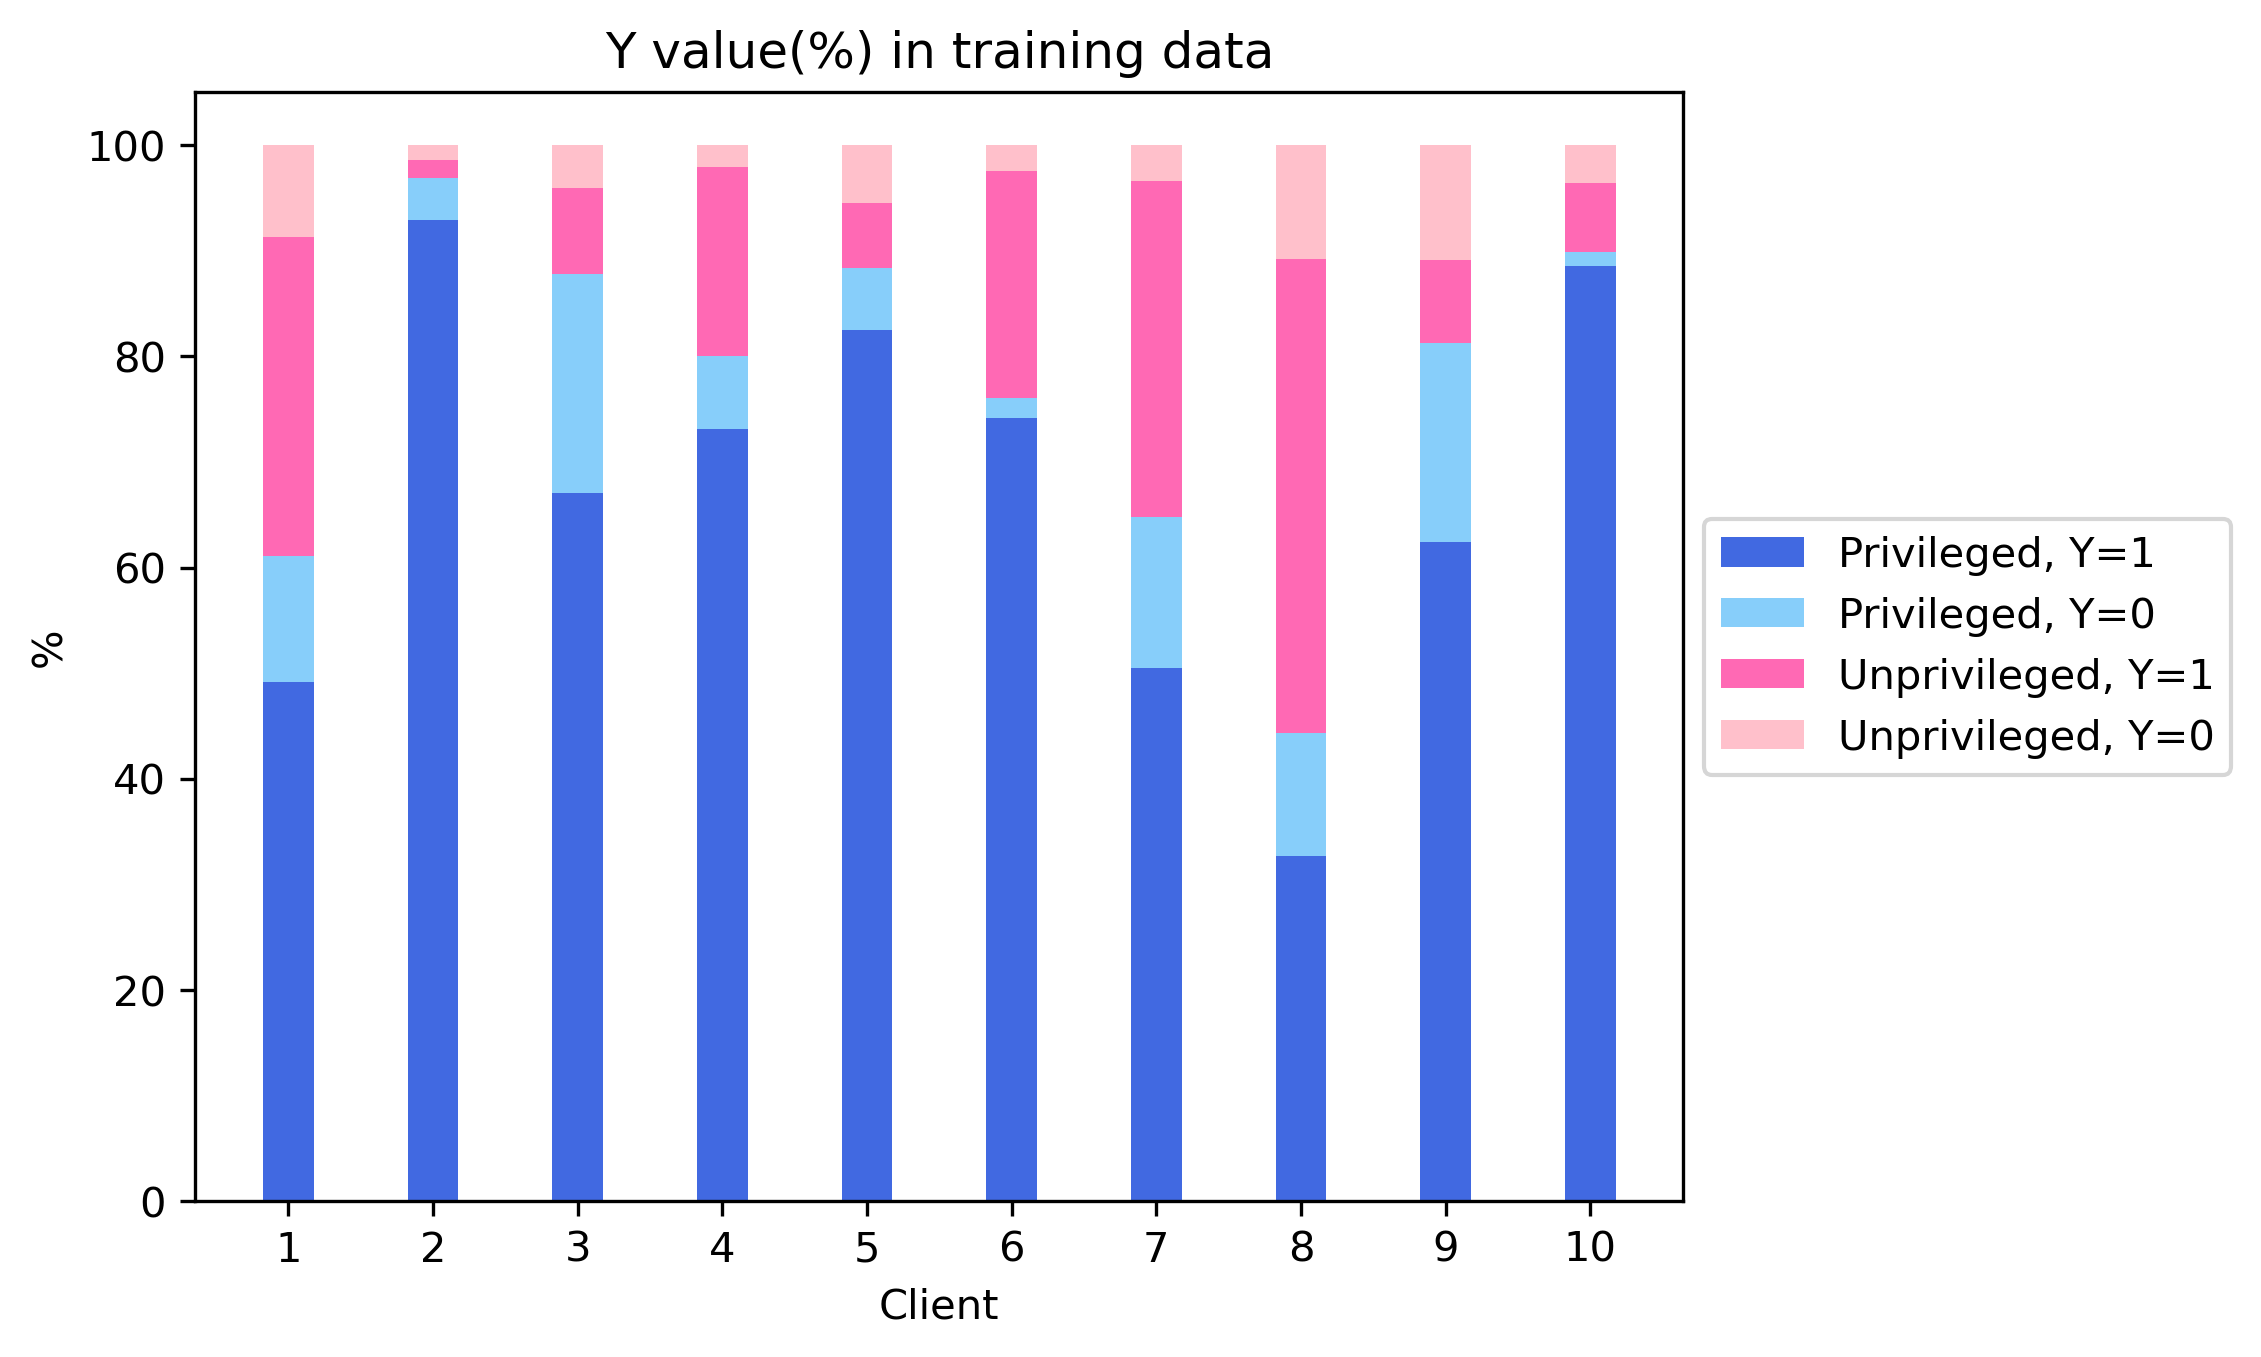 Y value(%) in training data
100
80
60
40
20
0
%
1 2 3 4 5 6 7 8 9 10
Client
Privileged, Y=1
Privileged, Y=0
Unprivileged, Y=1
Unprivileged, Y=0